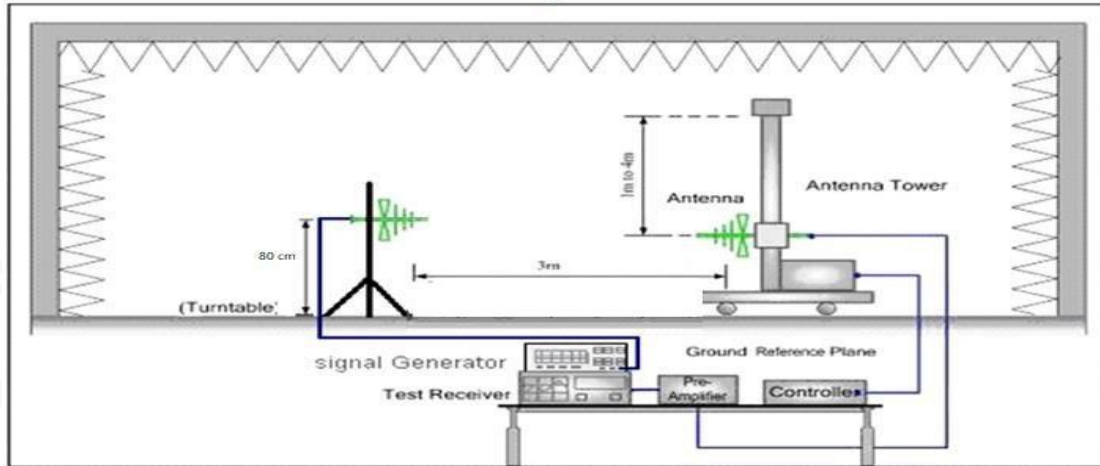 1m to 4m
Antenna
Antenna Tower
80 cm
3m
(Turntable)
signal Generator
Ground Reference Plane
Test Receiver
Pre-
Amplifier
Controller